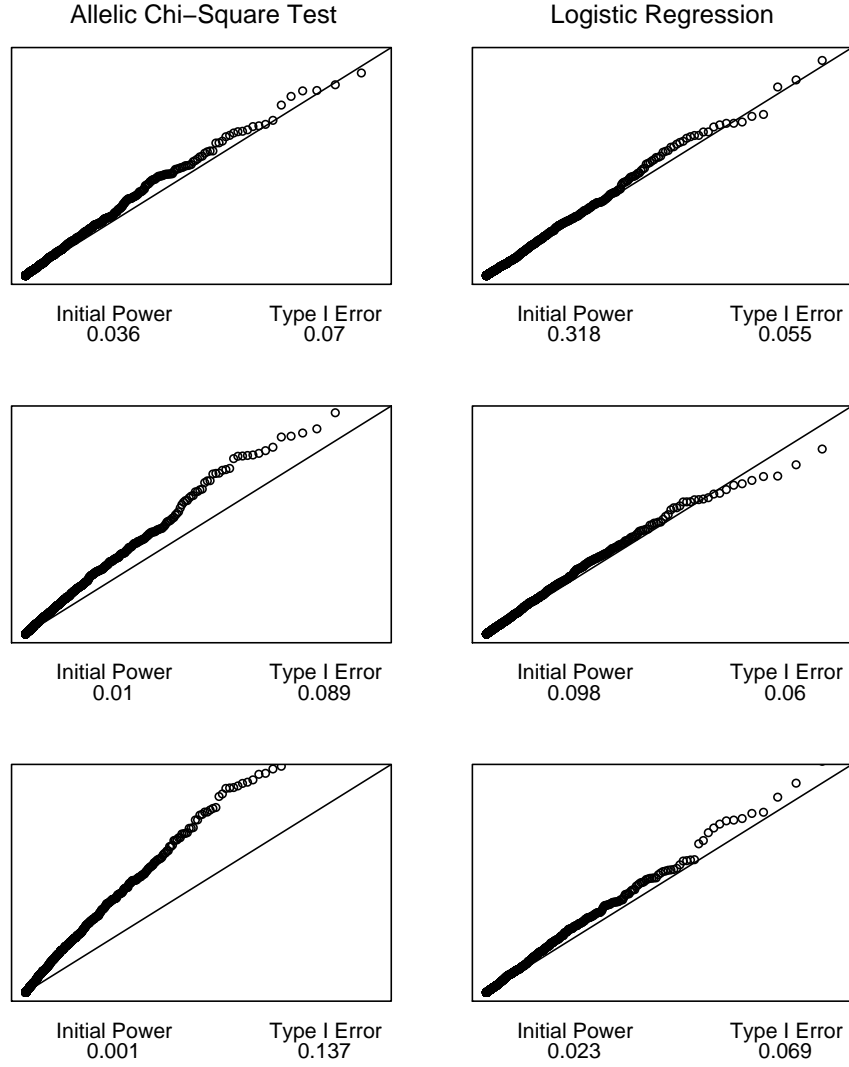 Allelic Chi−Square Test Logistic Regression
Initial Power Type I Error Initial Power Type I Error
0.036 0.07 0.318 0.055
Initial Power Type I Error Initial Power Type I Error
0.01 0.089 0.098 0.06
Initial Power Type I Error Initial Power Type I Error
0.001 0.137 0.023 0.069